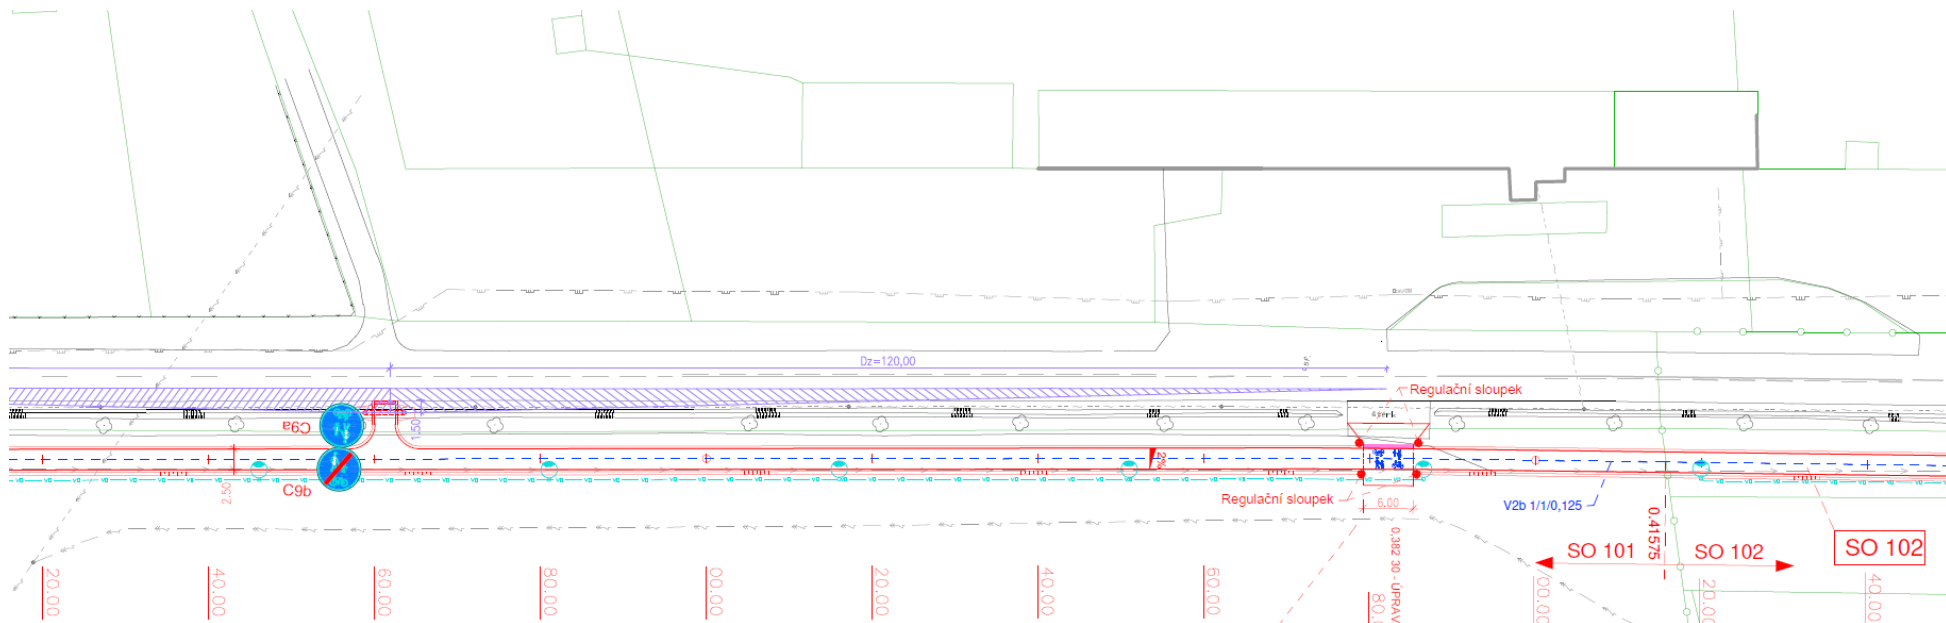 Dz=120,00
Regulační sloupek
C9a
1,50
2%
C9b
2.50
Regulační sloupek
6.00
V2b 1/1/0,125
0.41575
0,382 30 - ÚPRAV
SO 101
SO 102
SO 102
20.00
40.00
60.00
80.00
00.00
20.00
40.00
60.00
80.
00.00
20.00
40.00